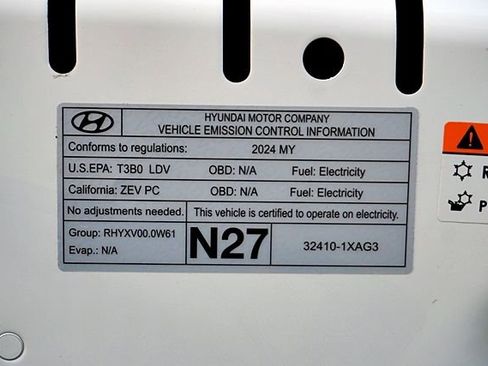 HYUNDAI MOTOR COMPANY
VEHICLE EMISSION CONTROL INFORMATION
Conforms to regulations: 2024 MY
U.S.EPA: T3B0 LDV OBD: N/A Fuel: Electricity
California: ZEV PC OBD: N/A Fuel: Electricity
No adjustments needed. This vehicle is certified to operate on electricity.
Group: RHYXV00.0W61
Evap.: N/A
N27
32410-1XAG3
R
P